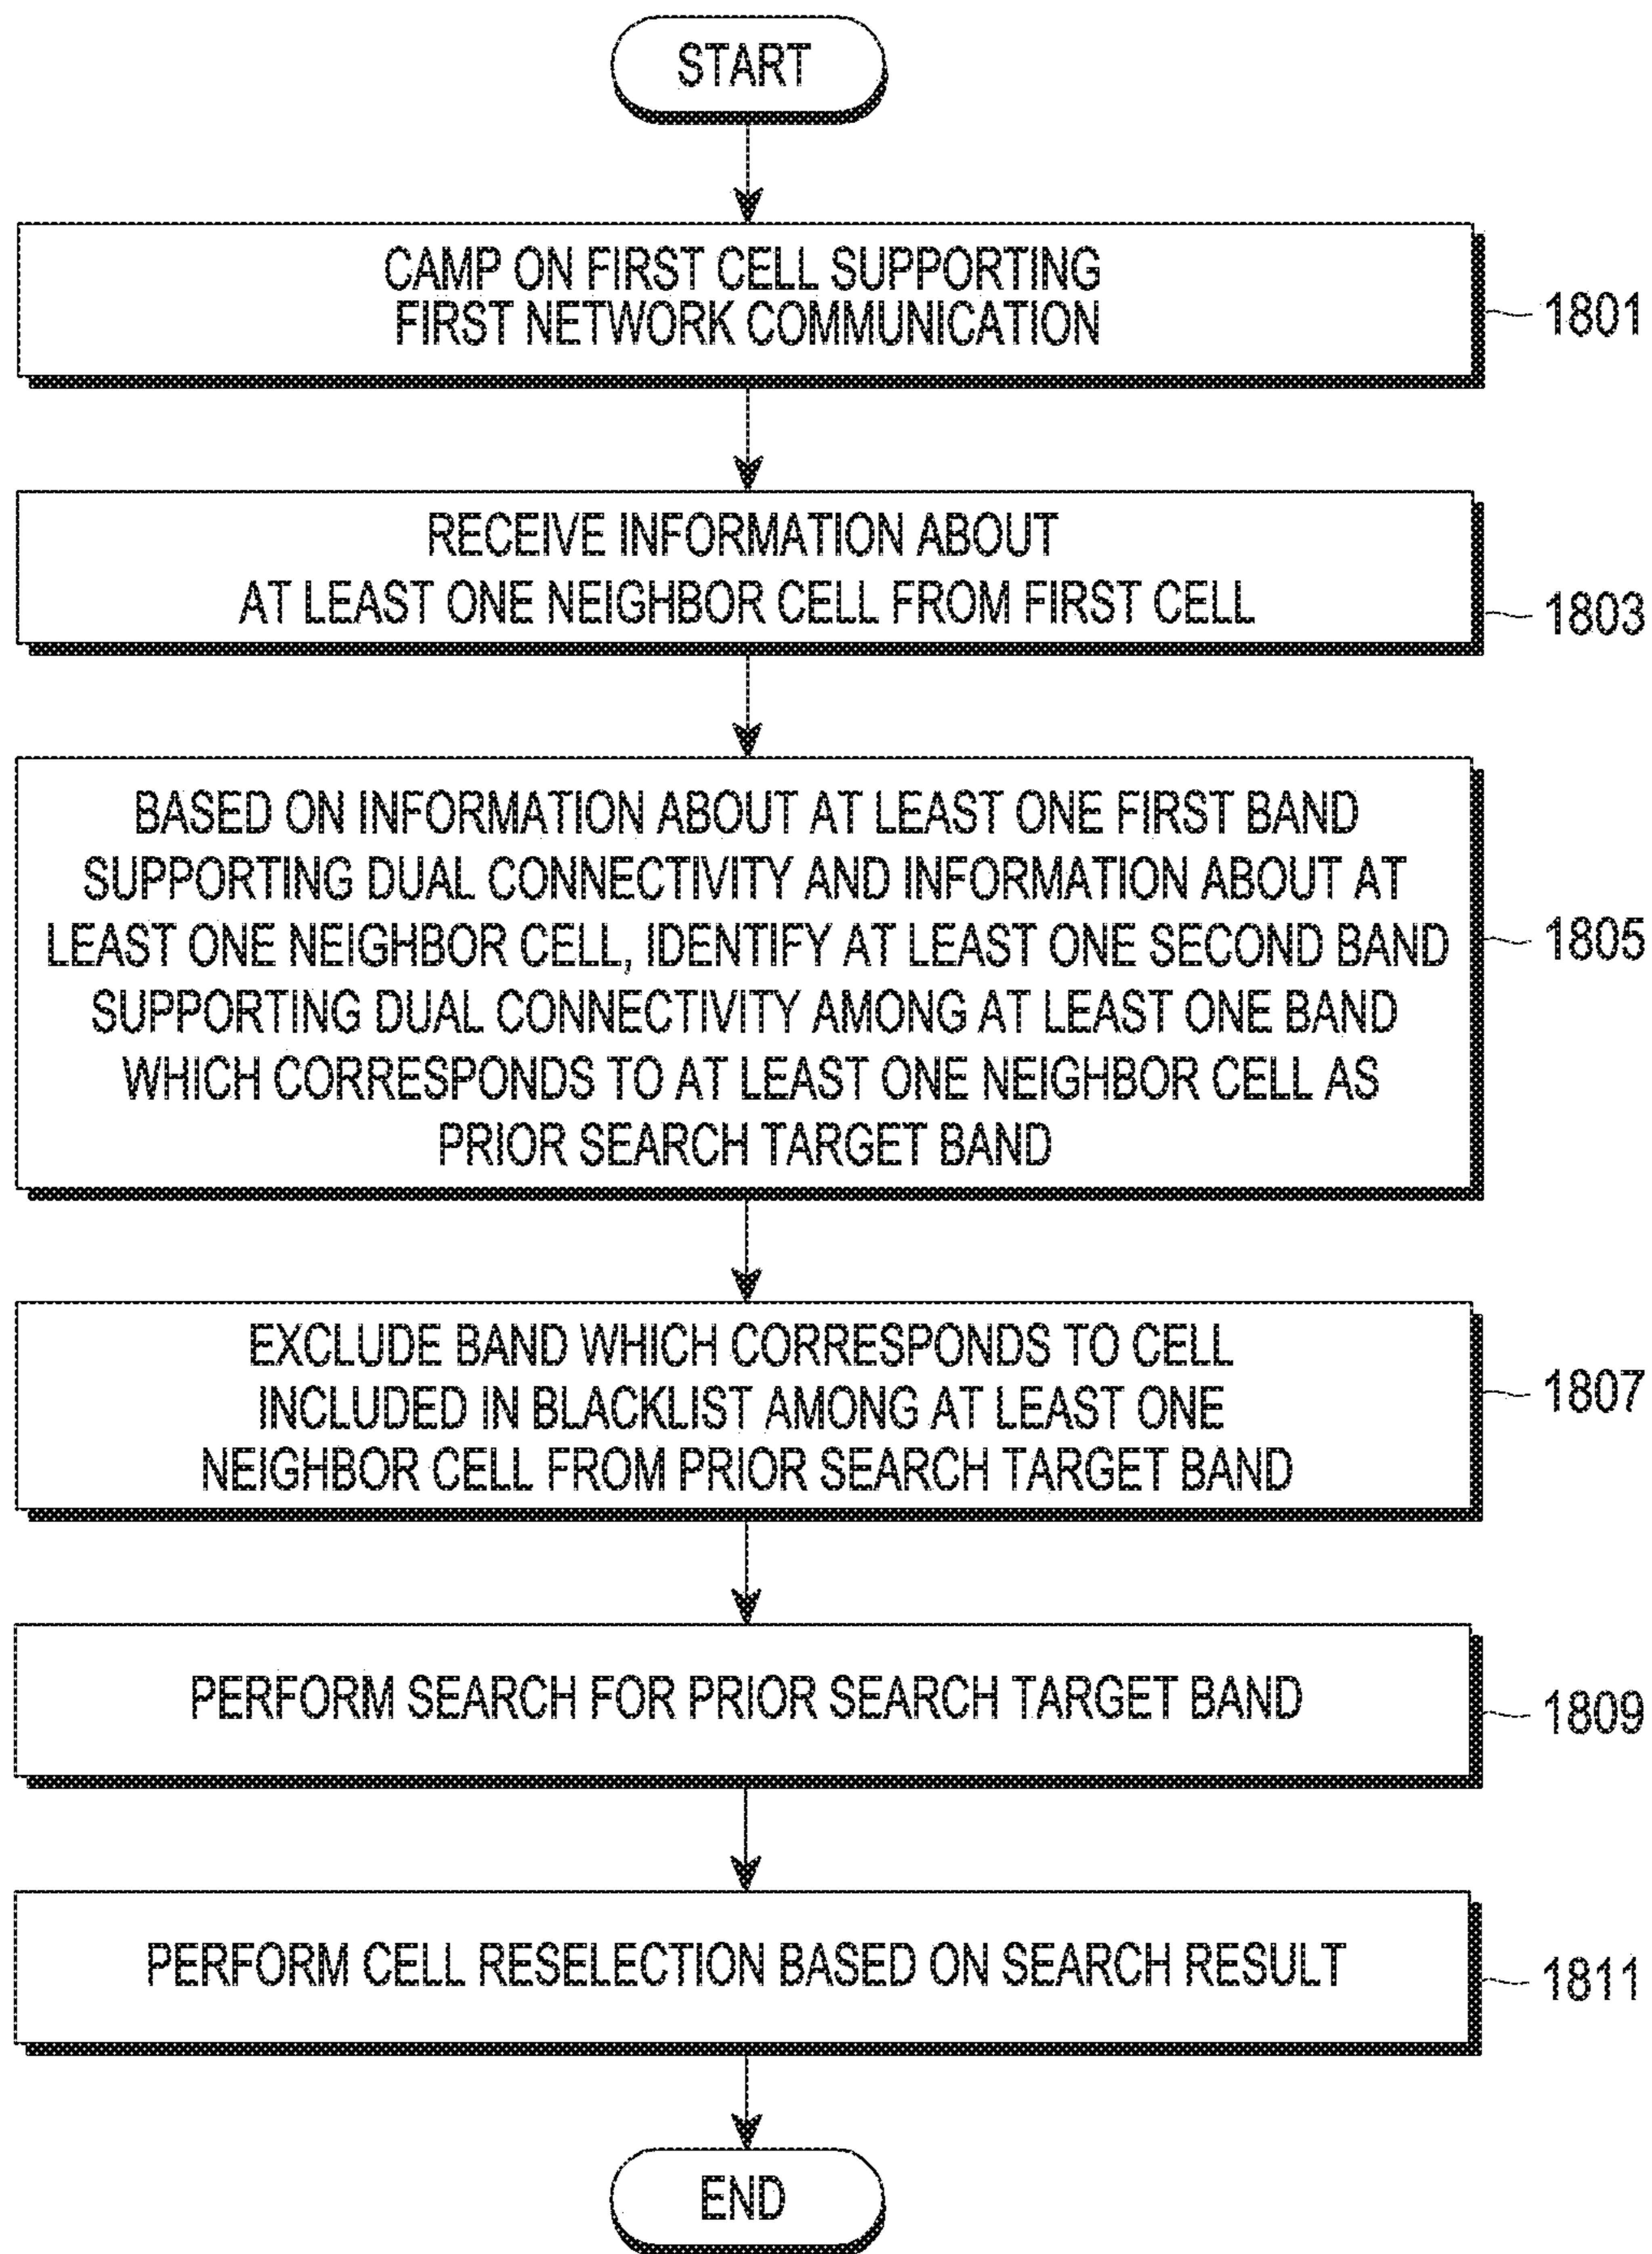 START
CAMP ON FIRST CELL SUPPORTING
FIRST NETWORK COMMUNICATION
1801
RECEIVE INFORMATION ABOUT
AT LEAST ONE NEIGHBOR CELL FROM FIRST CELL
1803
BASED ON INFORMATION ABOUT AT LEAST ONE FIRST BAND
SUPPORTING DUAL CONNECTIVITY AND INFORMATION ABOUT AT
LEAST ONE NEIGHBOR CELL, IDENTIFY AT LEAST ONE SECOND BAND
SUPPORTING DUAL CONNECTIVITY AMONG AT LEAST ONE BAND
WHICH CORRESPONDS TO AT LEAST ONE NEIGHBOR CELL AS
PRIOR SEARCH TARGET BAND
1805
EXCLUDE BAND WHICH CORRESPONDS TO CELL
INCLUDED IN BLACKLIST AMONG AT LEAST ONE
NEIGHBOR CELL FROM PRIOR SEARCH TARGET BAND
1807
PERFORM SEARCH FOR PRIOR SEARCH TARGET BAND
1809
PERFORM CELL RESELECTION BASED ON SEARCH RESULT
1811
END